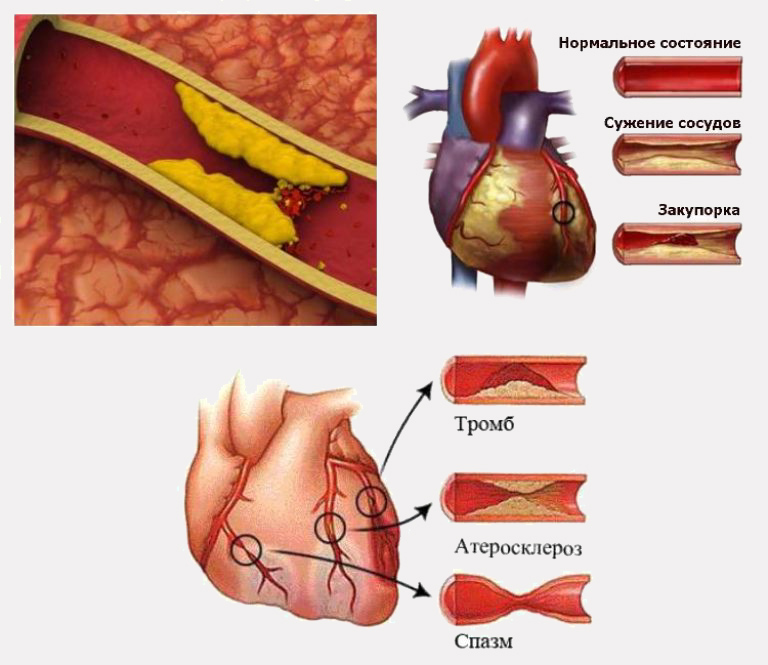 Нормальное состояние
Сужение сосудов
Закупорка
Тромб
Атеросклероз
Спазм